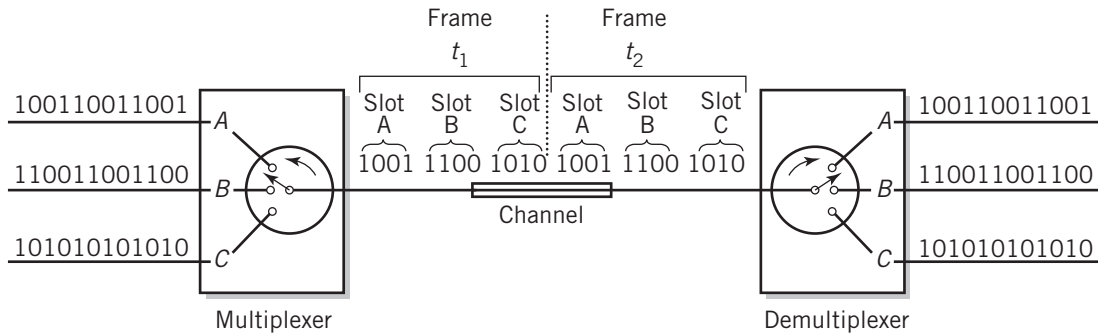 Frame Frame
t1 t2
Slot Slot Slot Slot Slot Slot
A B C A B C
1001 1100 1010 1001 1100 1010
100110011001 A A 100110011001
110011001100 B B 110011001100
101010101010 C C 101010101010
Channel
Multiplexer Demultiplexer